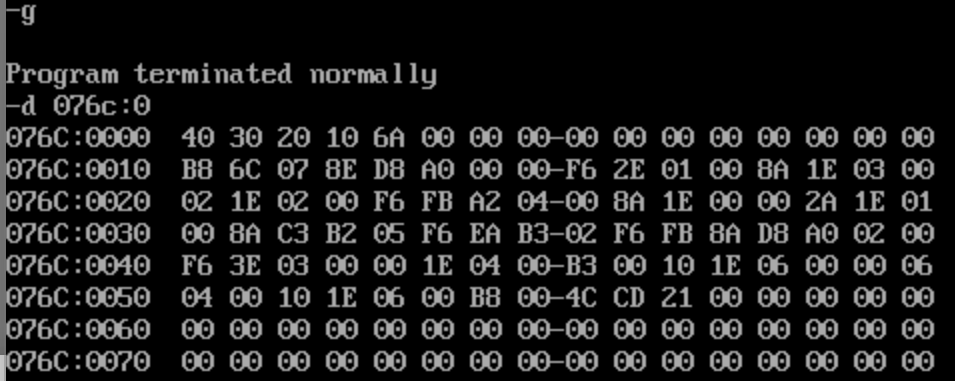 -g
Program terminated normally
-d 076c:0
076C:0000  40 30 20 10 6A 00 00 00-00 00 00 00 00 00 00 00
076C:0010  B8 6C 07 8E D8 A0 00 00-F6 2E 01 00 8A 1E 03 00
076C:0020  02 1E 02 00 F6 FB A2 04-00 8A 1E 00 00 2A 1E 01
076C:0030  00 8A C3 B2 05 F6 EA B3-02 F6 FB 8A D8 A0 02 00
076C:0040  F6 3E 03 00 00 1E 04 00-B3 00 10 1E 06 00 00 06
076C:0050  04 00 10 1E 06 00 B8 00-4C CD 21 00 00 00 00 00
076C:0060  00 00 00 00 00 00 00 00-00 00 00 00 00 00 00 00
076C:0070  00 00 00 00 00 00 00 00-00 00 00 00 00 00 00 00